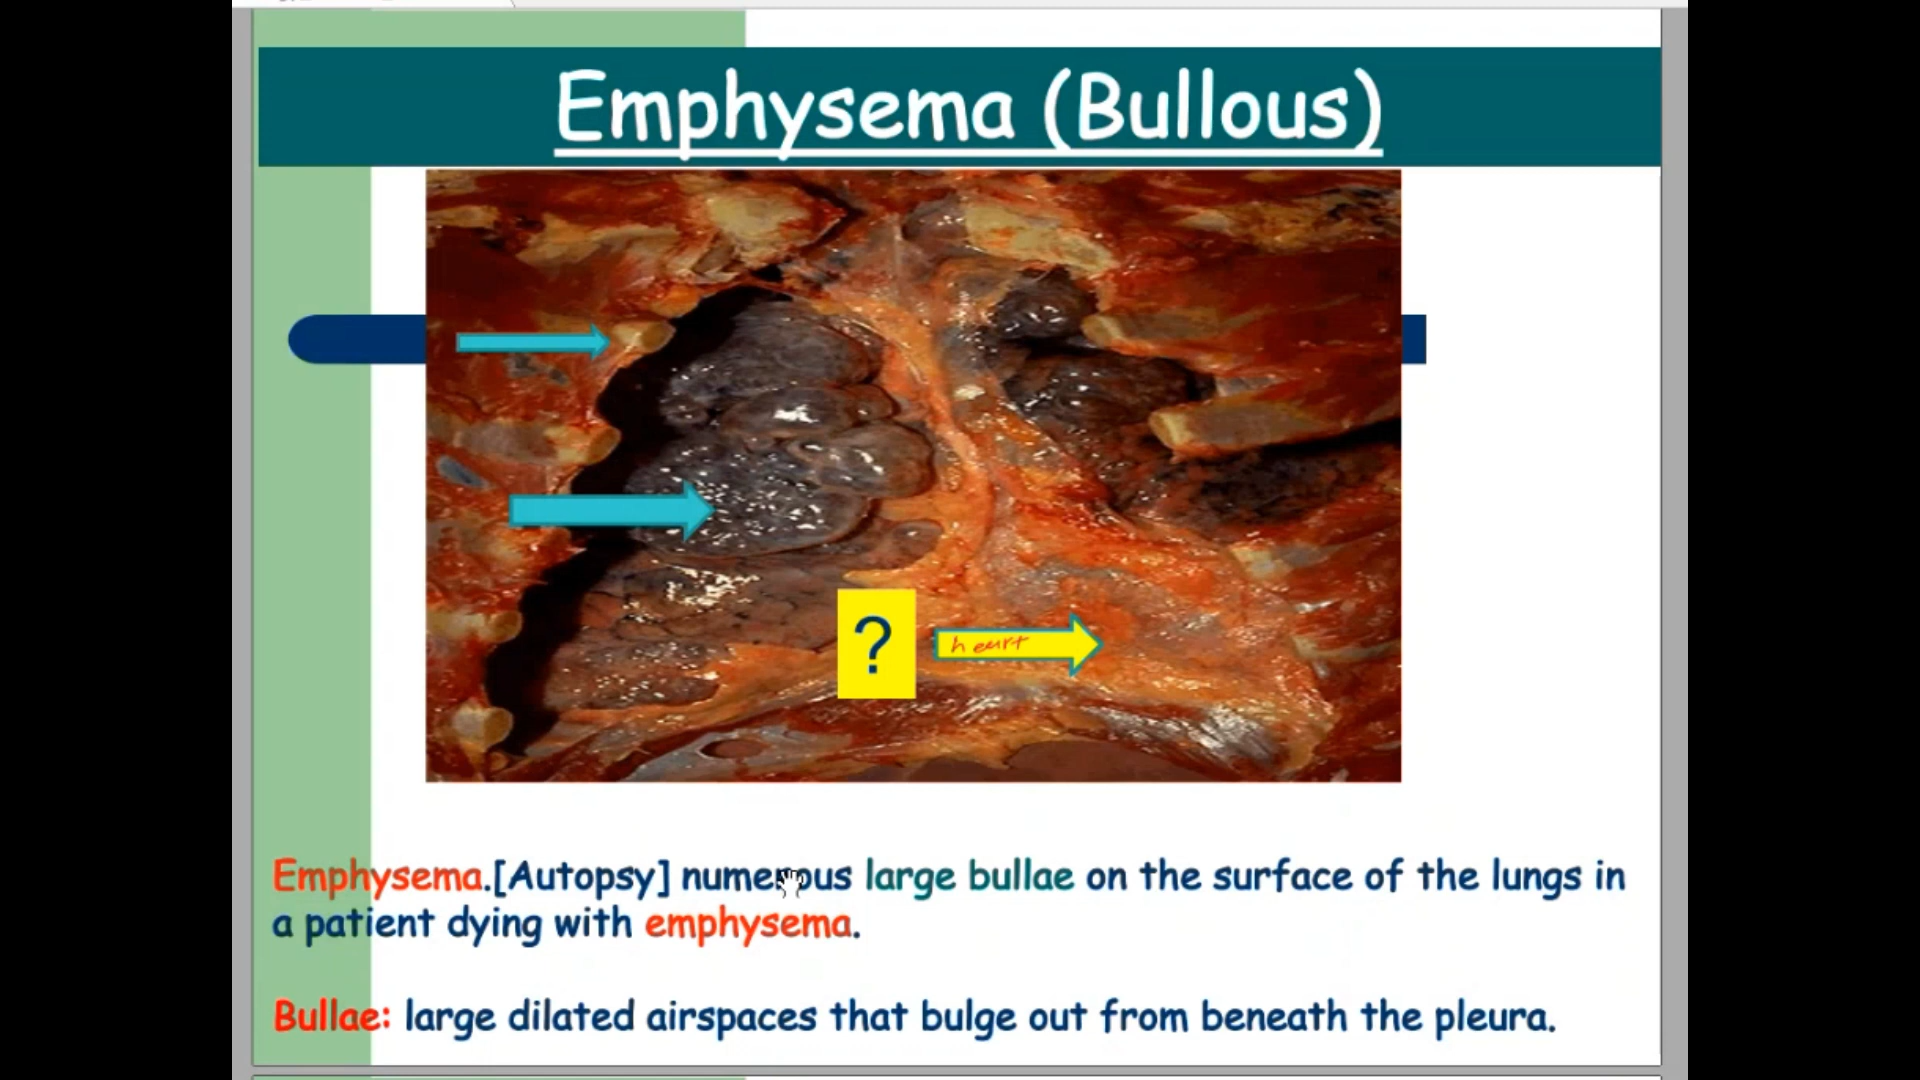 Emphysema (Bullous)
?
heart
Emphysema.[Autopsy] numerous large bullae on the surface of the lungs in
a patient dying with emphysema.
Bullae: large dilated airspaces that bulge out from beneath the pleura.